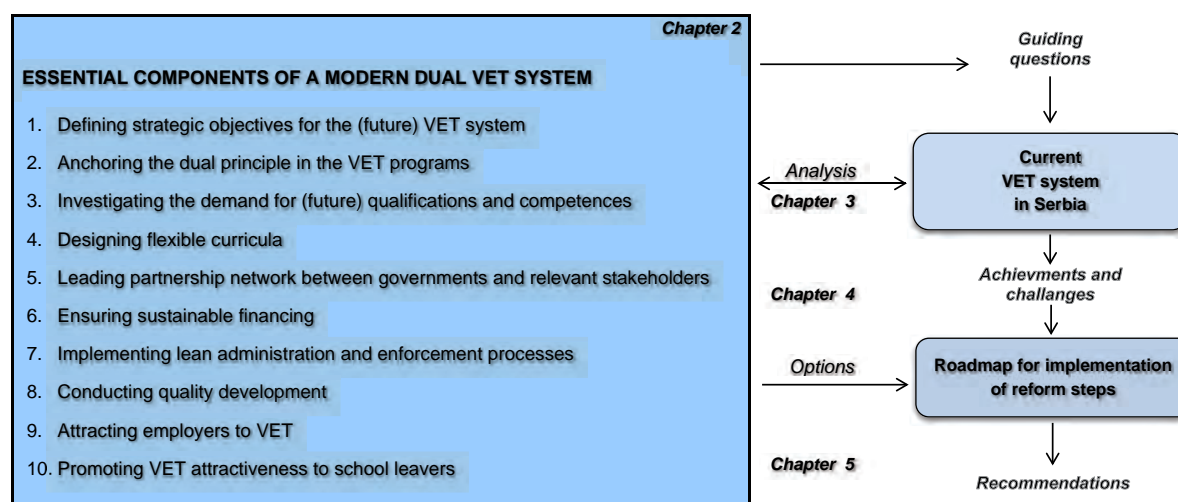 Chapter 2
ESSENTIAL COMPONENTS OF A MODERN DUAL VET SYSTEM
1. Defining strategic objectives for the (future) VET system
2. Anchoring the dual principle in the VET programs
3. Investigating the demand for (future) qualifications and competences
4. Designing flexible curricula
5. Leading partnership network between governments and relevant stakeholders
6. Ensuring sustainable financing
7. Implementing lean administration and enforcement processes
8. Conducting quality development
9. Attracting employers to VET
10. Promoting VET attractiveness to school leavers
Analysis
Chapter 3
Chapter 4
Options
Chapter 5
Guiding
questions
Current
VET system
in Serbia
Achievments and
challanges
Roadmap for implementation
of reform steps
Recommendations